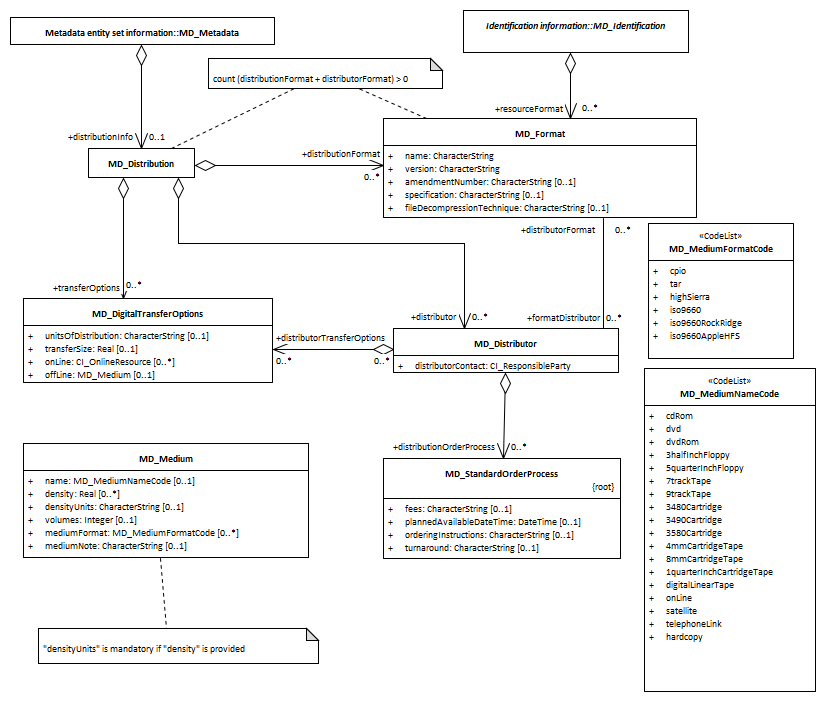 Metadata entity set information::MD_Metadata
Identification information::MD_Identification
count (distributionFormat + distributorFormat) > 0
+resourceFormat
0..*
+distributionInfo
0..1
MD_Distribution
+distributionFormat
0..*
MD_Format
+ name: CharacterString
+ version: CharacterString
+ amendmentNumber: CharacterString [0..1]
+ specification: CharacterString [0..1]
+ fileDecompressionTechnique: CharacterString [0..1]
+distributorFormat
0..*
«CodeList»
MD_MediumFormatCode
+ cpio
+ tar
+ highSierra
+ iso9660
+ iso9660RockRidge
+ iso9660AppleHFS
+transferOptions
0..*
+distributor
0..*
+formatDistributor
0..*
MD_DigitalTransferOptions
+ unitsOfDistribution: CharacterString [0..1]
+ transferSize: Real [0..1]
+ onLine: CI_OnlineResource [0..*]
+ offLine: MD_Medium [0..1]
+distributorTransferOptions
0..*
0..*
MD_Distributor
+ distributorContact: CI_ResponsibleParty
+distributionOrderProcess
0..*
MD_Medium
+ name: MD_MediumNameCode [0..1]
+ density: Real [0..*]
+ densityUnits: CharacterString [0..1]
+ volumes: Integer [0..1]
+ mediumFormat: MD_MediumFormatCode [0..*]
+ mediumNote: CharacterString [0..1]
MD_StandardOrderProcess
{root}
+ fees: CharacterString [0..1]
+ plannedAvailableDateTime: DateTime [0..1]
+ orderingInstructions: CharacterString [0..1]
+ turnaround: CharacterString [0..1]
«CodeList»
MD_MediumNameCode
+ cdRom
+ dvd
+ dvdRom
+ 3halfInchFloppy
+ 5quarterInchFloppy
+ 7trackTape
+ 9trackTape
+ 3480Cartridge
+ 3490Cartridge
+ 3580Cartridge
+ 4mmCartridgeTape
+ 8mmCartridgeTape
+ 1quarterInchCartridgeTape
+ digitalLinearTape
+ onLine
+ satellite
+ telephoneLink
+ hardcopy
"densityUnits" is mandatory if "density" is provided